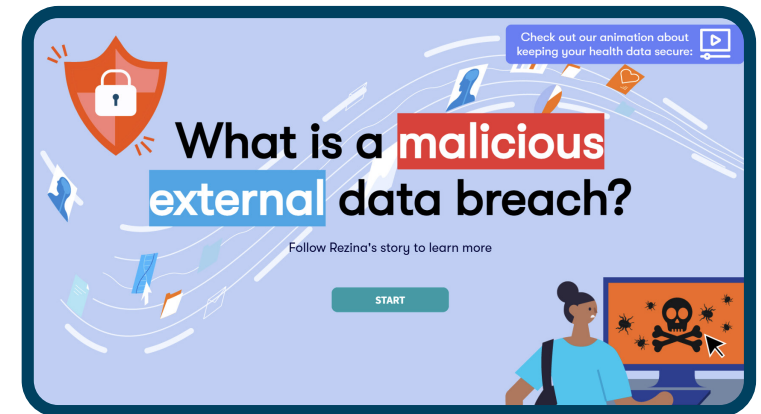 Check out our animation about
keeping your health data secure:
What is a malicious
external data breach?
Follow Rezina's story to learn more
START